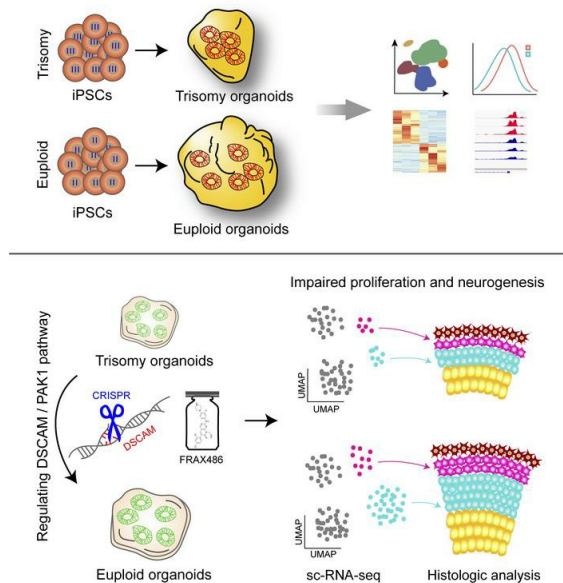 Trisomy
iPSCs
Trisomy organoids
Euploid
iPSCs
Euploid organoids
Impaired proliferation and neurogenesis
Regulating DSCAM / PAK1 pathway
Trisomy organoids
CRISPR
DSCAM
FRAX486
Euploid organoids
UMAP
UMAP
UMAP
UMAP
sc-RNA-seq
Histologic analysis